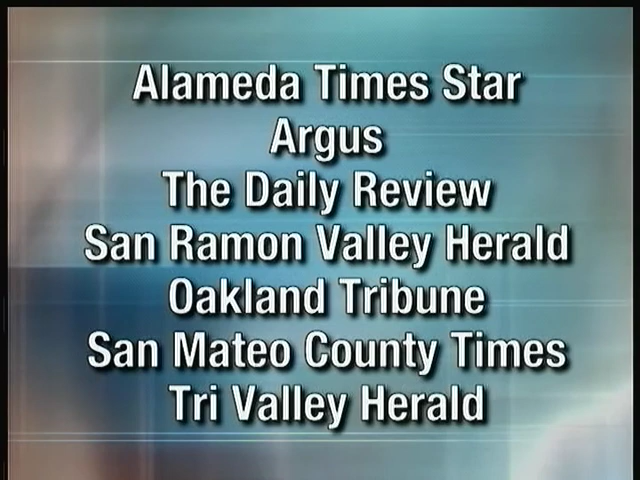 Alameda Times Star
Argus
The Daily Review
San Ramon Valley Herald
Oakland Tribune
San Mateo County Times
Tri Valley Herald